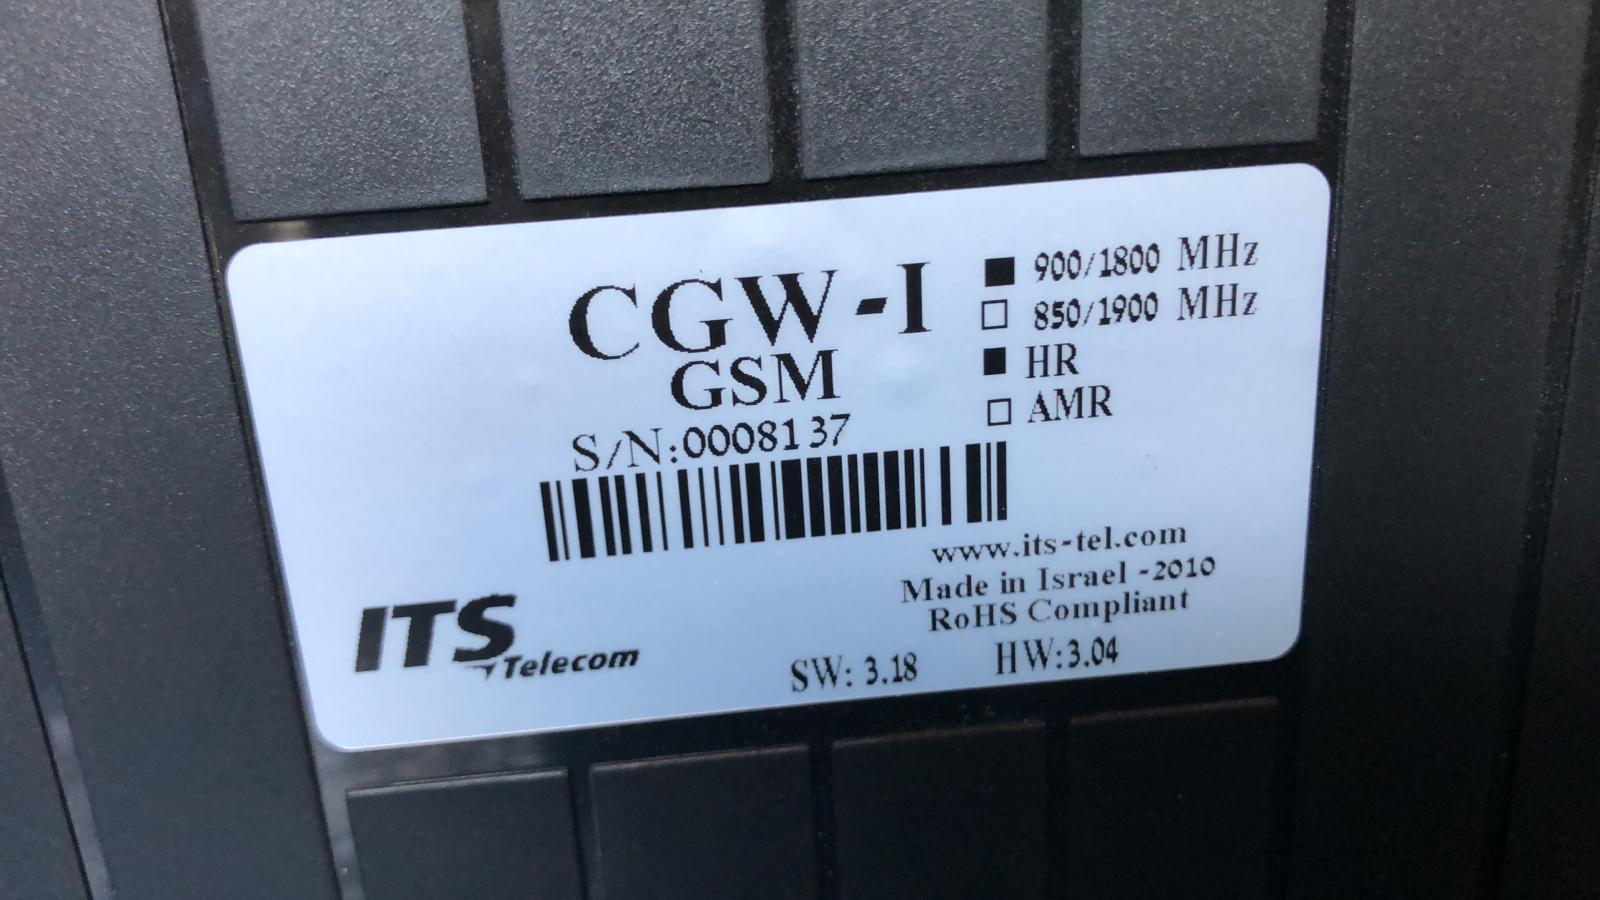 CGW-I
GSM
S/N:0008137
■ 900/1800 MHz
□ 850/1900 MHz
■ HR
□ AMR
www.its-tel.com
Made in Israel -2010
RoHS Compliant
ITS Telecom
SW: 3.18 HW:3.04